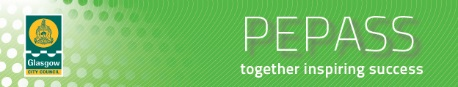 PEPASS
together inspiring success
Glasgow
CITY COUNCIL